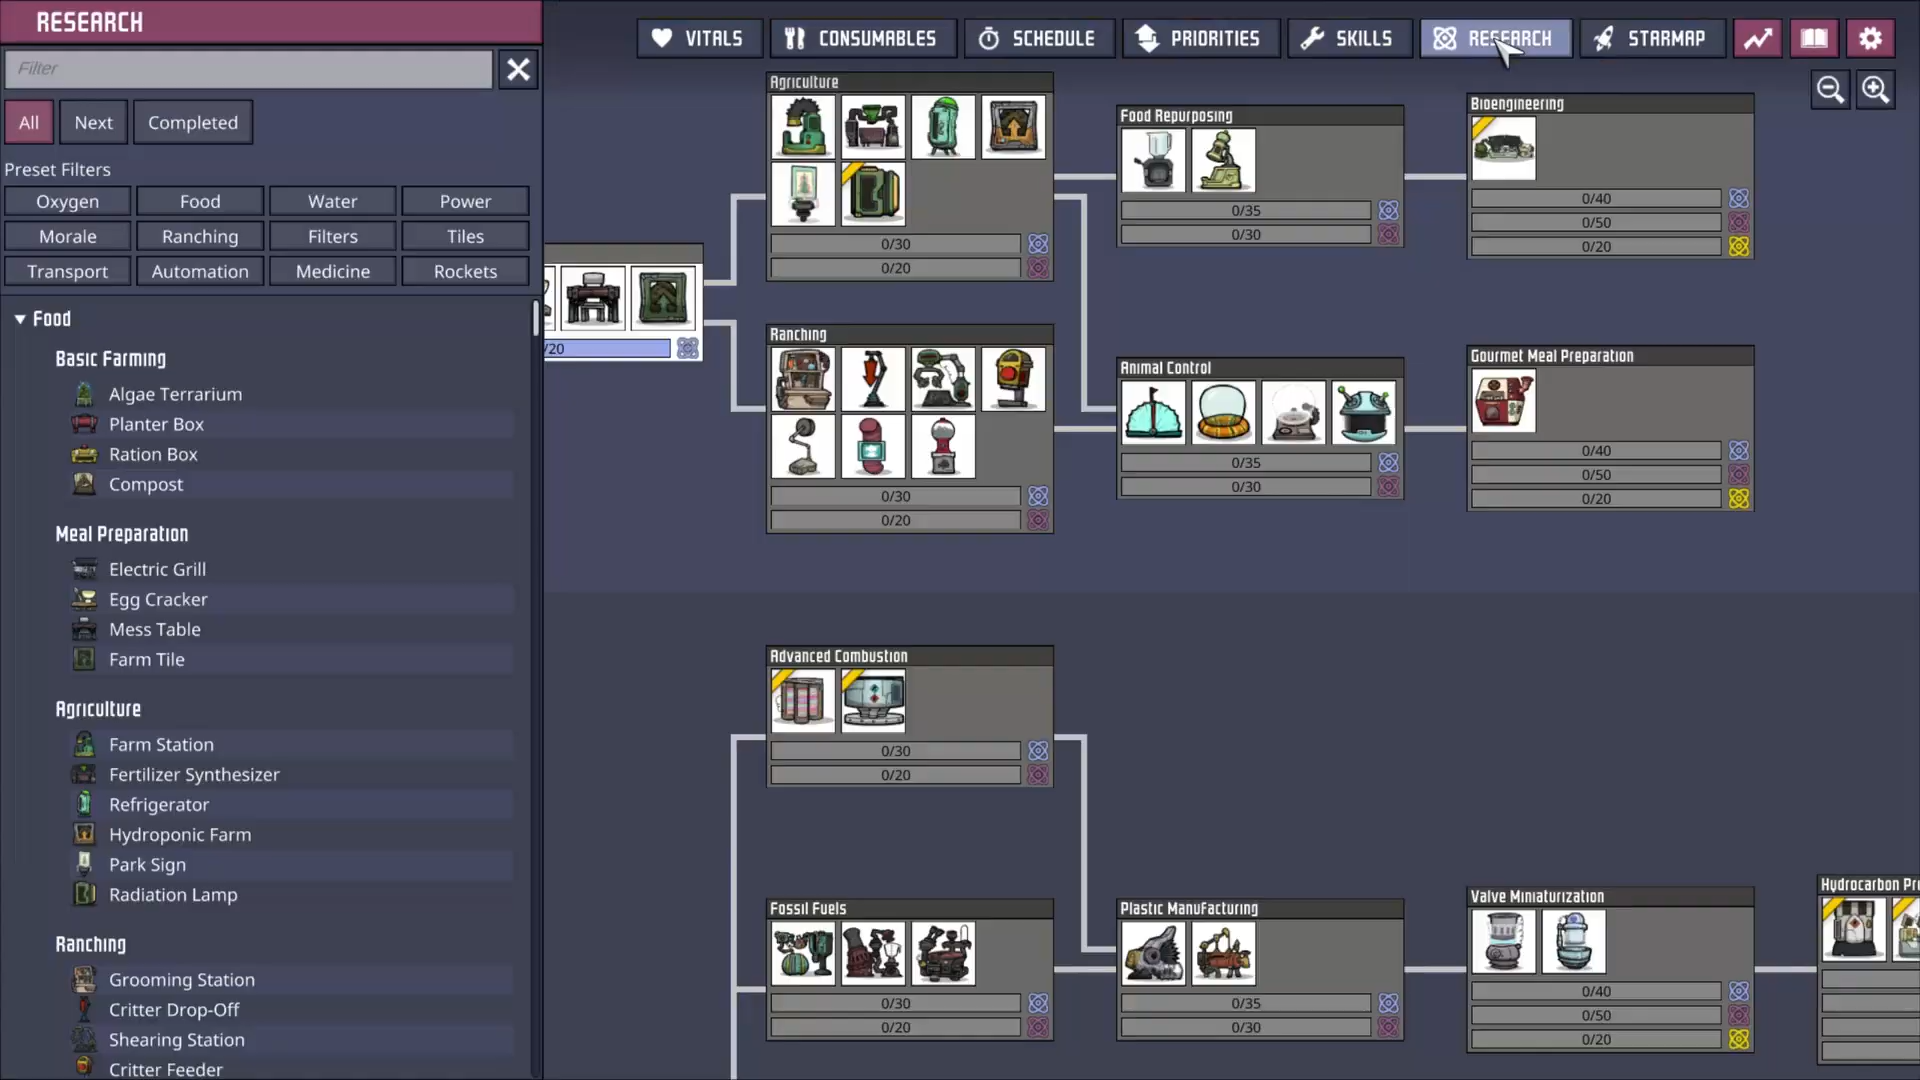 RESEARCH
VITALS
CONSUMABLES
SCHEDULE
PRIORITIES
SKILLS
RESEARCH
STARMAP
Filter
All
Next
Completed
Preset Filters
Oxygen
Food
Water
Power
Morale
Ranching
Filters
Tiles
Transport
Automation
Medicine
Rockets
Food
Basic Farming
Algae Terrarium
Planter Box
Ration Box
Compost
Meal Preparation
Electric Grill
Egg Cracker
Mess Table
Farm Tile
Agriculture
Farm Station
Fertilizer Synthesizer
Refrigerator
Hydroponic Farm
Park Sign
Radiation Lamp
Ranching
Grooming Station
Critter Drop-Off
Shearing Station
Critter Feeder
/20
Agriculture
0/30
0/20
Food Repurposing
0/35
0/30
Bioengineering
0/40
0/50
0/20
Ranching
0/30
0/20
Animal Control
0/35
0/30
Gourmet Meal Preparation
0/40
0/50
0/20
Advanced Combustion
0/30
0/20
Fossil Fuels
0/30
0/20
Plastic Manufacturing
0/35
0/30
Valve Miniaturization
0/40
0/50
0/20
Hydrocarbon Pr